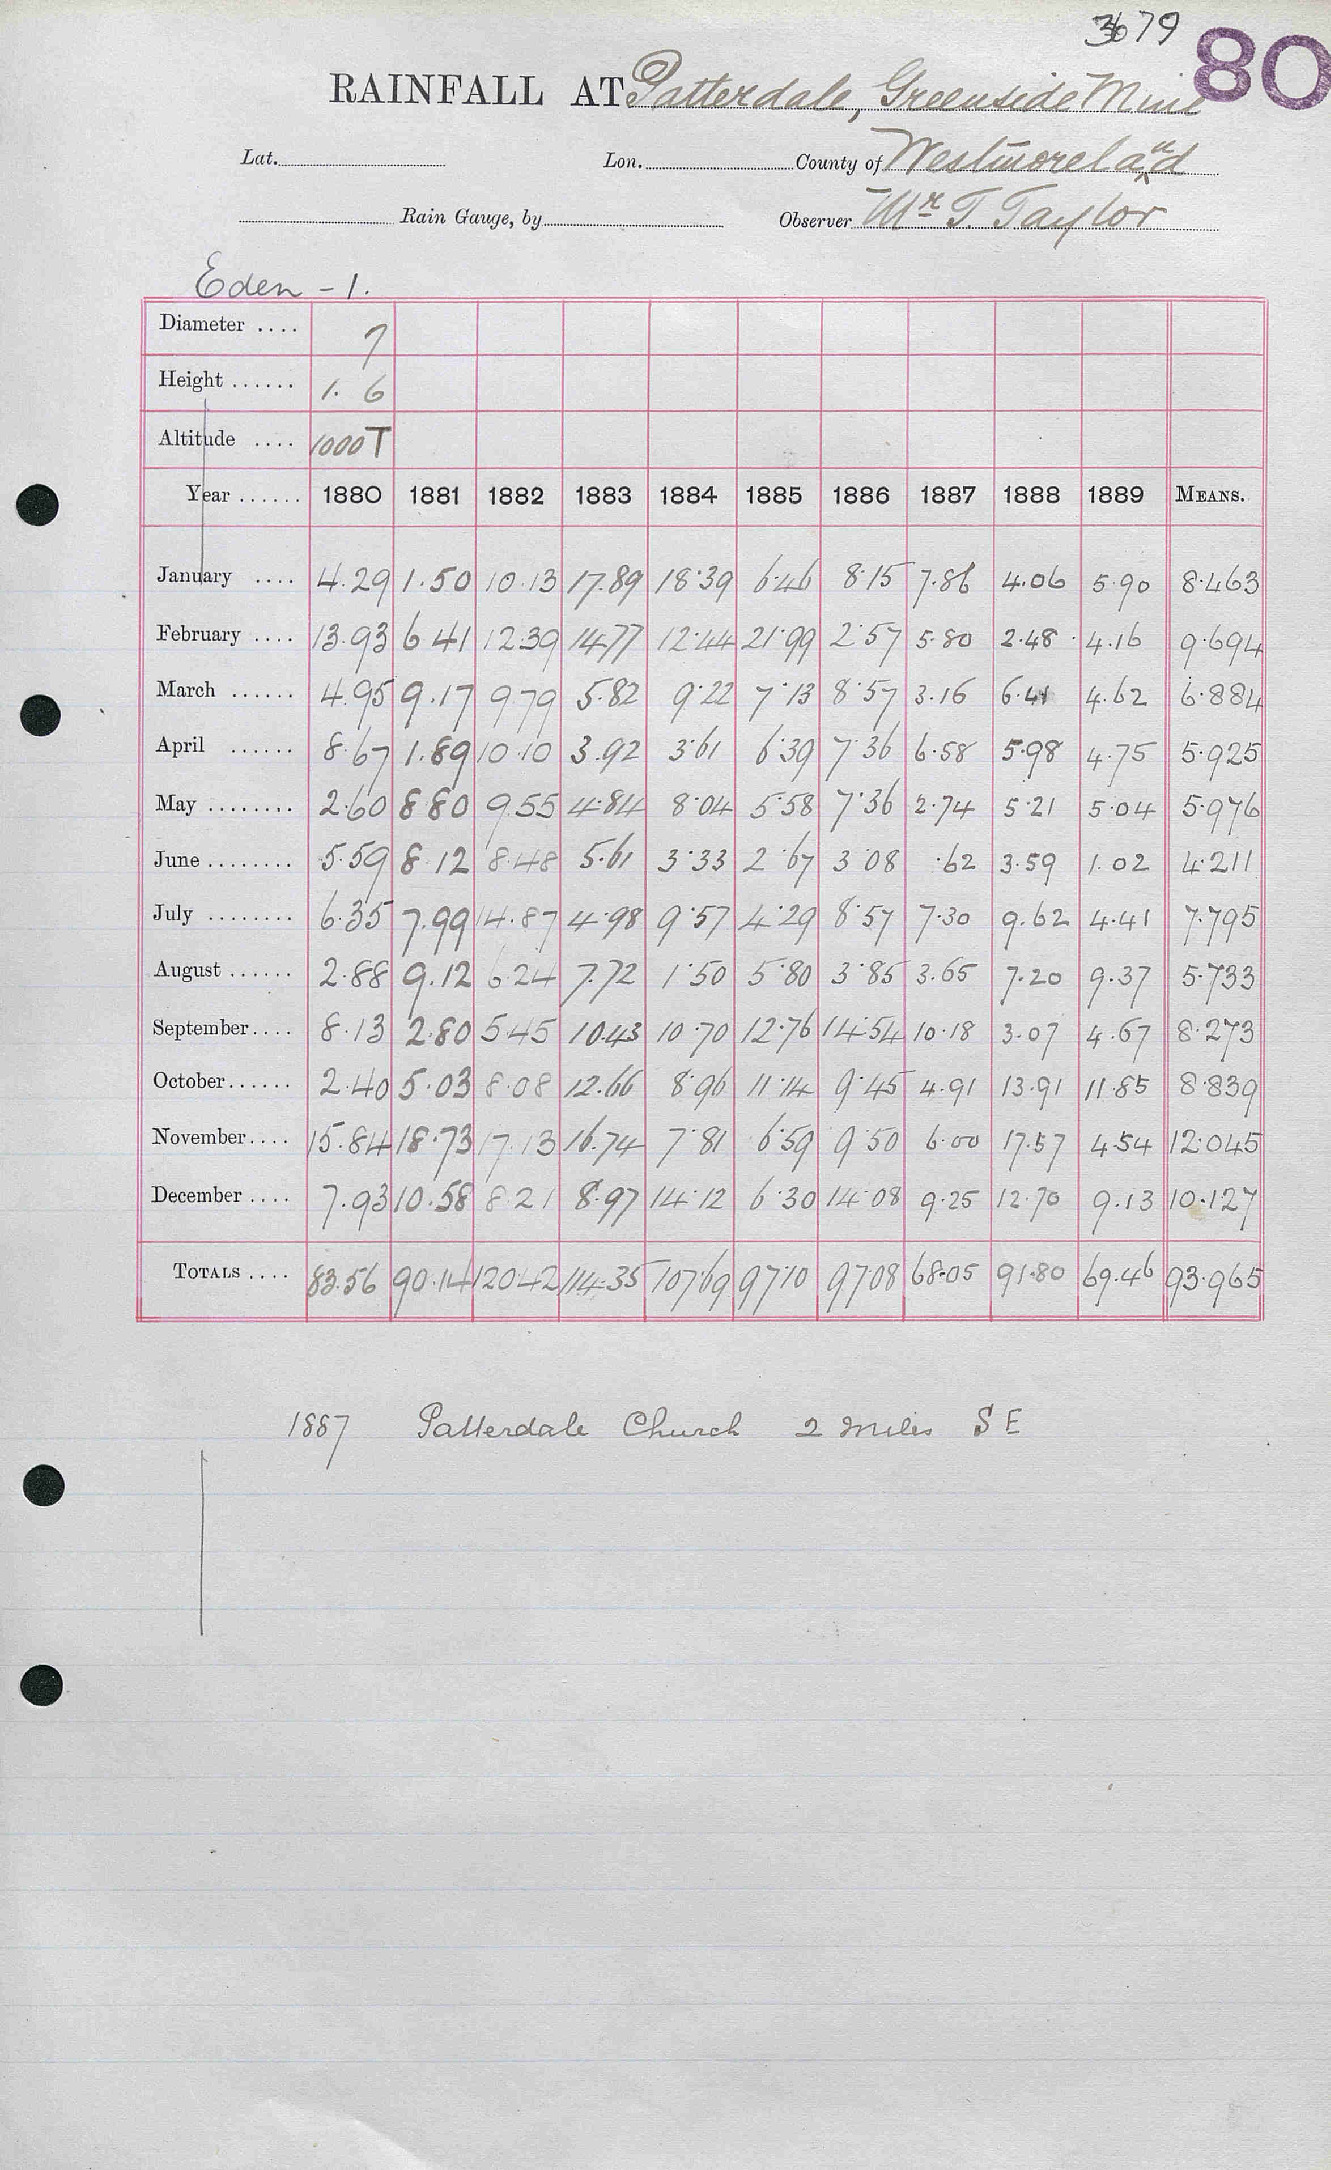 3679
80
RAINFALL AT Patterdale, Greenside Mine
Lat. Lon. County of Westmoreland
Rain Gauge, by Observer Mr T. Taylor
Eden - 1.
Diameter .... 7
Height ...... 1. 6
Altitude .... 1000 T
Year ...... 1880 1881 1882 1883 1884 1885 1886 1887 1888 1889 MEANS.
January .... 4.29 1.50 10.13 17.89 18.39 6.46 8.15 7.86 4.06 5.90 8.463
February .... 13.93 6.41 12.39 14.77 12.44 21.99 2.57 5.80 2.48 4.16 9.694
March ...... 4.95 9.17 9.79 5.82 9.22 7.13 8.57 3.16 6.41 4.62 6.884
April ...... 8.67 1.89 10.10 3.92 3.61 6.39 7.36 6.58 5.98 4.75 5.925
May ........ 2.60 8.80 9.55 4.84 8.04 5.58 7.36 2.74 5.21 5.04 5.976
June ........ 5.59 8.12 8.48 5.61 3.33 2.67 3.08 .62 3.59 1.02 4.211
July ........ 6.35 7.99 14.87 4.98 9.57 4.29 8.57 7.30 9.62 4.41 7.795
August ...... 2.88 9.12 6.24 7.72 1.50 5.80 3.85 3.65 7.20 9.37 5.733
September .... 8.13 2.80 5.45 10.43 10.70 12.76 14.54 10.18 3.07 4.67 8.273
October ...... 2.40 5.03 8.08 12.66 8.96 11.14 9.45 4.91 13.91 11.85 8.839
November .... 15.84 18.73 17.13 16.74 7.81 6.59 9.50 6.00 17.57 4.54 12.045
December .... 7.93 10.58 8.21 8.97 14.12 6.30 14.08 9.25 12.70 9.13 10.127
TOTALS .... 83.56 90.14 120.42 114.35 107.69 97.10 97.08 68.05 91.80 69.46 93.965
1887 Patterdale Church 2 miles S E